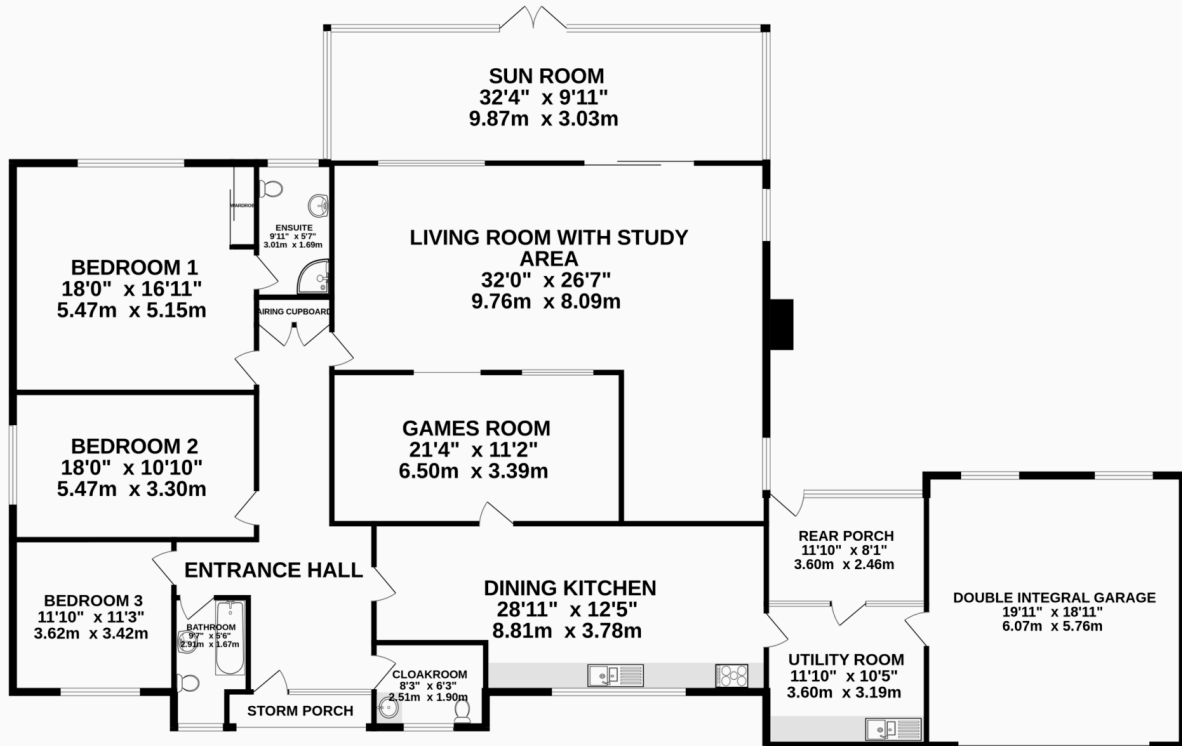 SUN ROOM
32'4" x 9'11"
9.87m x 3.03m
WARDROBE
ENSUITE
9'11" x 5'7"
3.01m x 1.69m
LIVING ROOM WITH STUDY
AREA
32'0" x 26'7"
9.76m x 8.09m
BEDROOM 1
18'0" x 16'11"
5.47m x 5.15m
AIRING CUPBOARD
GAMES ROOM
21'4" x 11'2"
6.50m x 3.39m
BEDROOM 2
18'0" x 10'10"
5.47m x 3.30m
REAR PORCH
11'10" x 8'1"
3.60m x 2.46m
ENTRANCE HALL
DINING KITCHEN
28'11" x 12'5"
8.81m x 3.78m
DOUBLE INTEGRAL GARAGE
19'11" x 18'11"
6.07m x 5.76m
BEDROOM 3
11'10" x 11'3"
3.62m x 3.42m
BATHROOM
9'7" x 5'6"
2.91m x 1.67m
UTILITY ROOM
11'10" x 10'5"
3.60m x 3.19m
CLOAKROOM
8'3" x 6'3"
2.51m x 1.90m
STORM PORCH